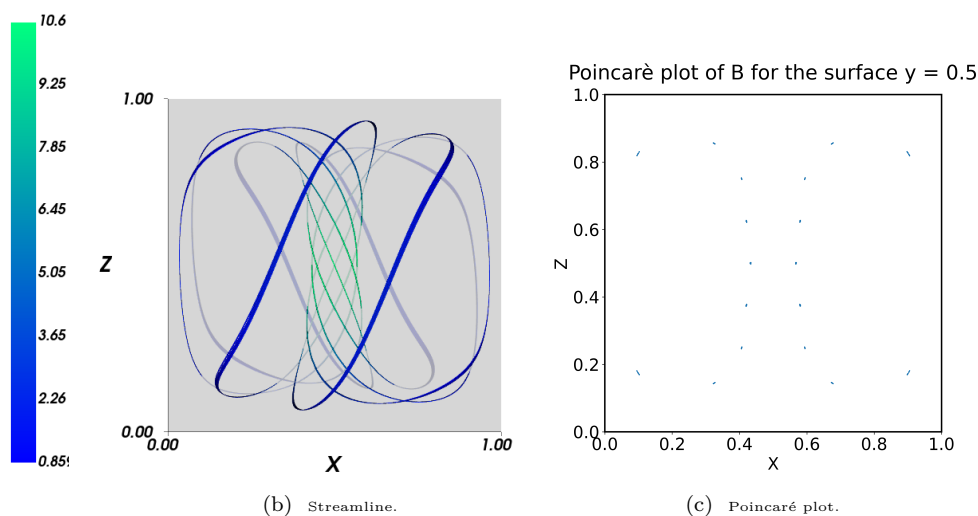 10.6
9.25
7.85
6.45
5.05
3.65
2.26
0.859
1.00
Z
0.00
0.00
1.00
X
(b) Streamline.
Poincarè plot of B for the surface y = 0.5
1.0
0.8
0.6
0.4
0.2
0.0
Z
0.0 0.2 0.4 0.6 0.8 1.0
X
(c) Poincaré plot.